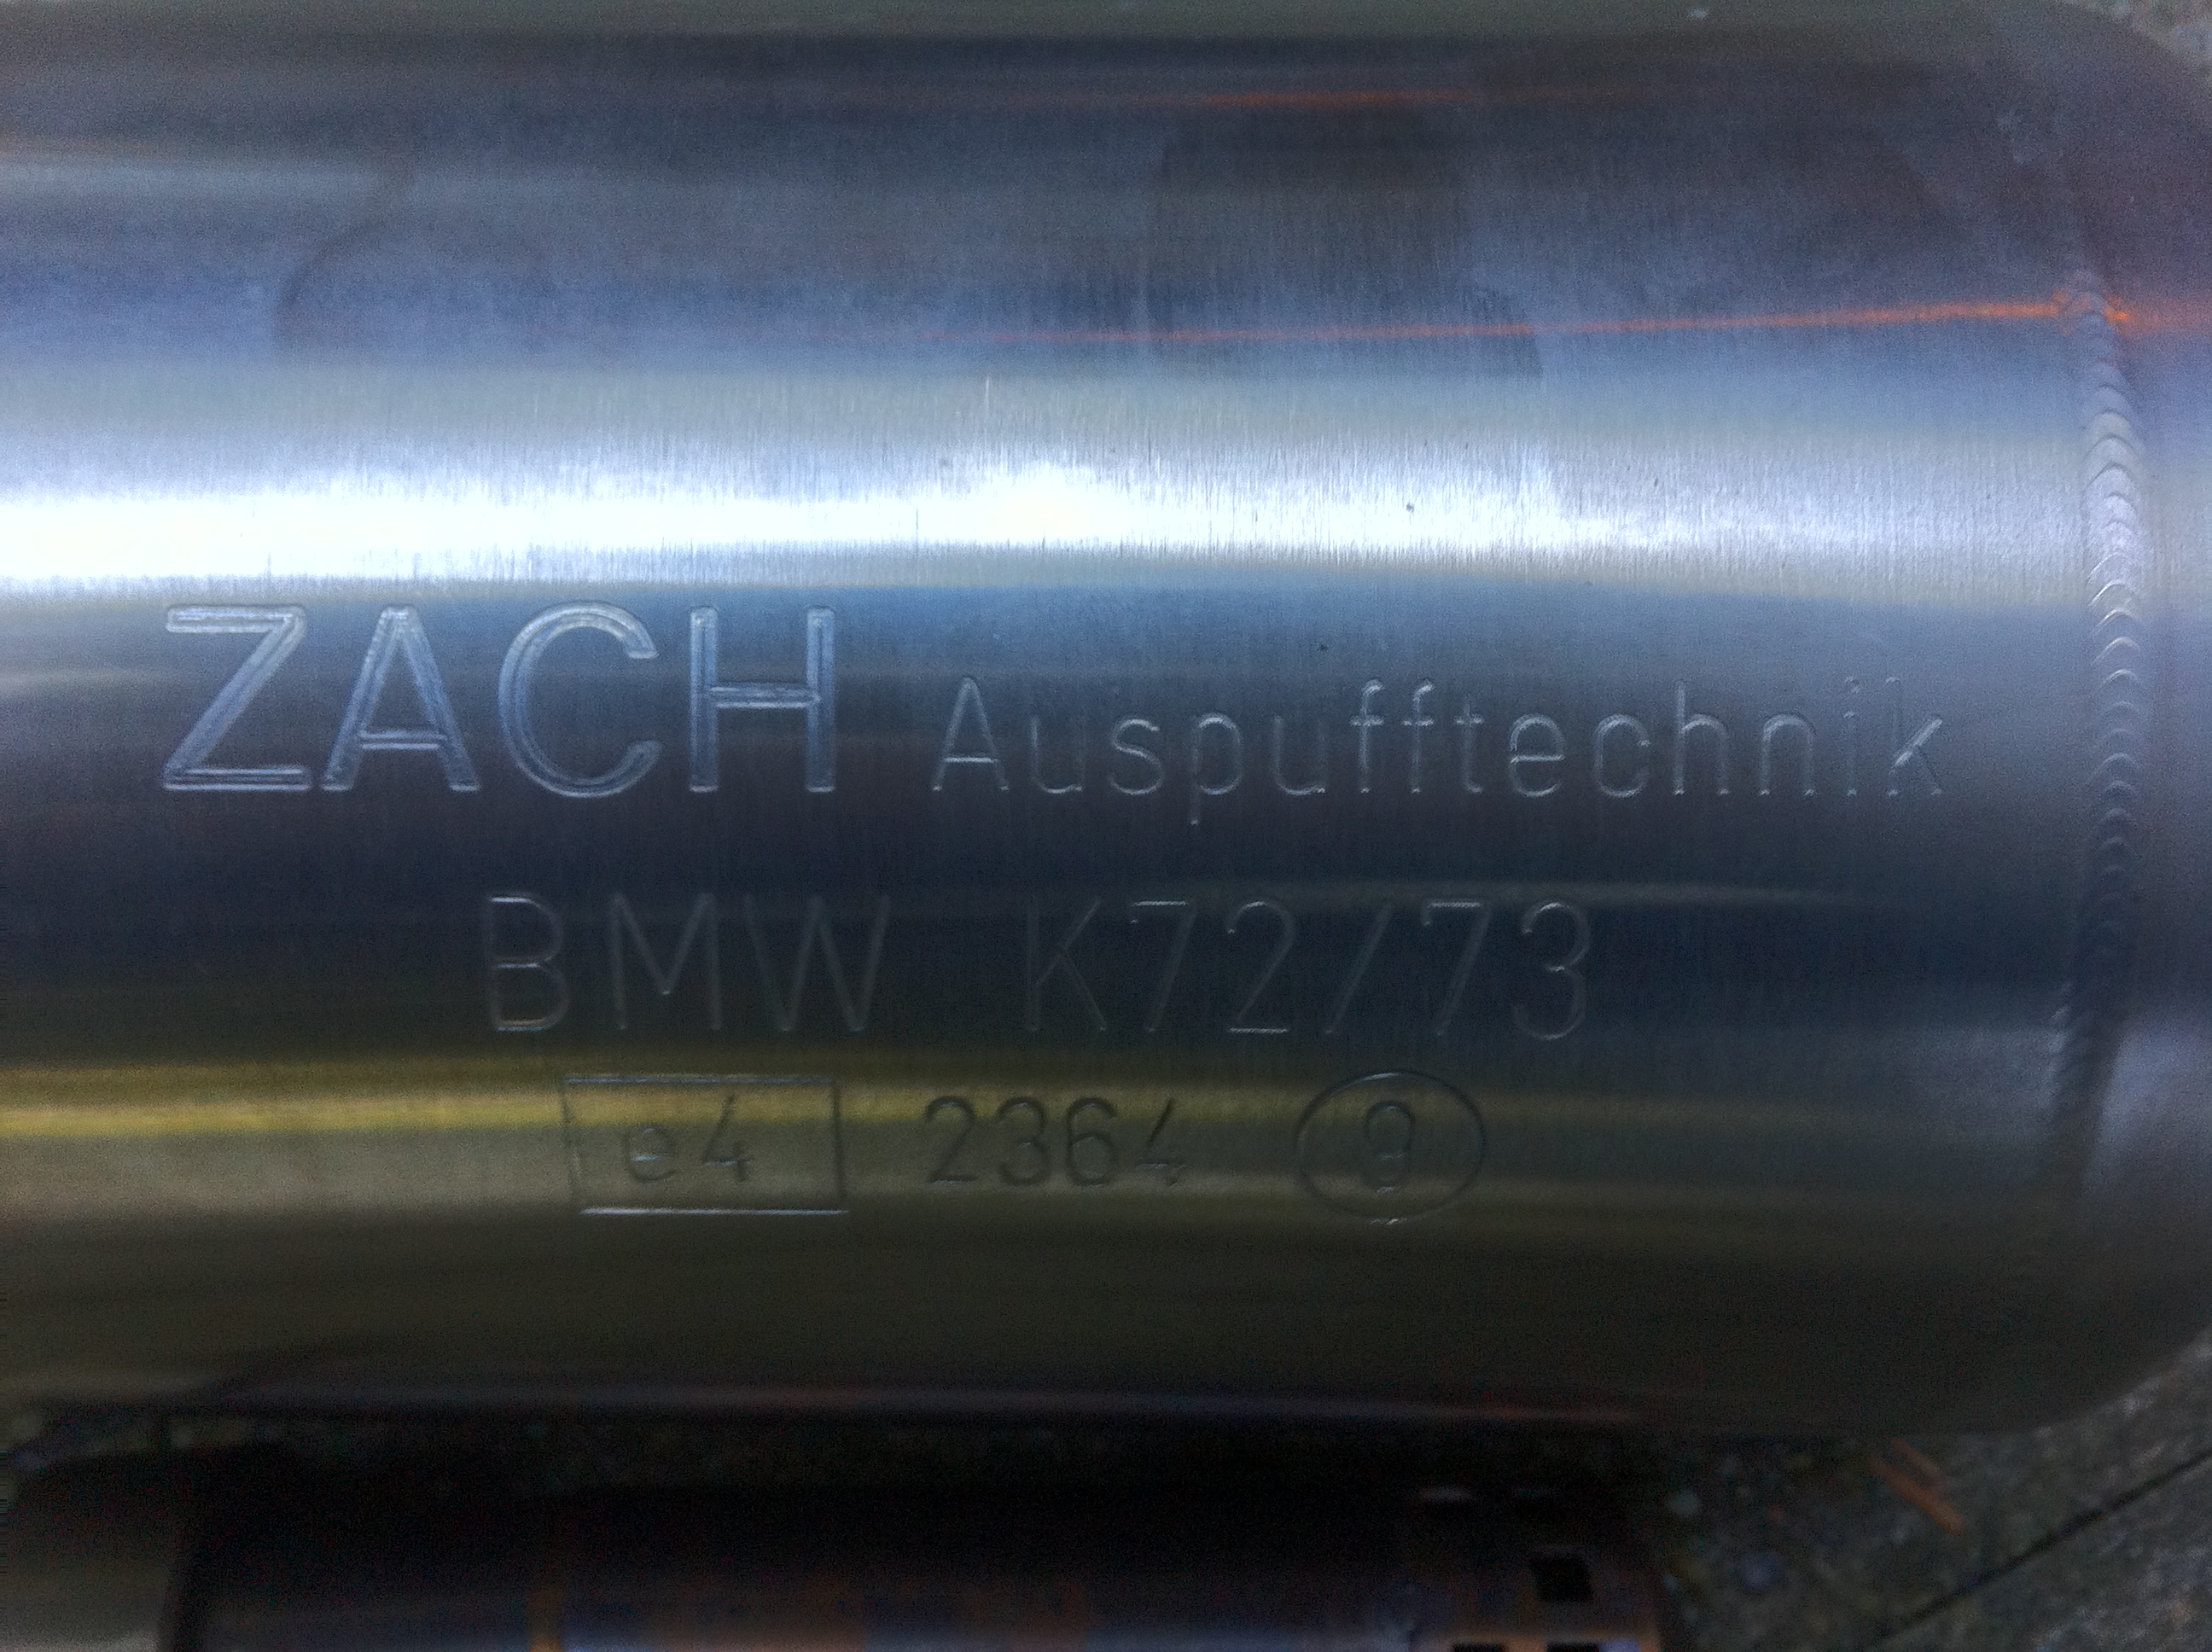 ZACH Auspufftechnik
BMW K72/73
e4 2364 9